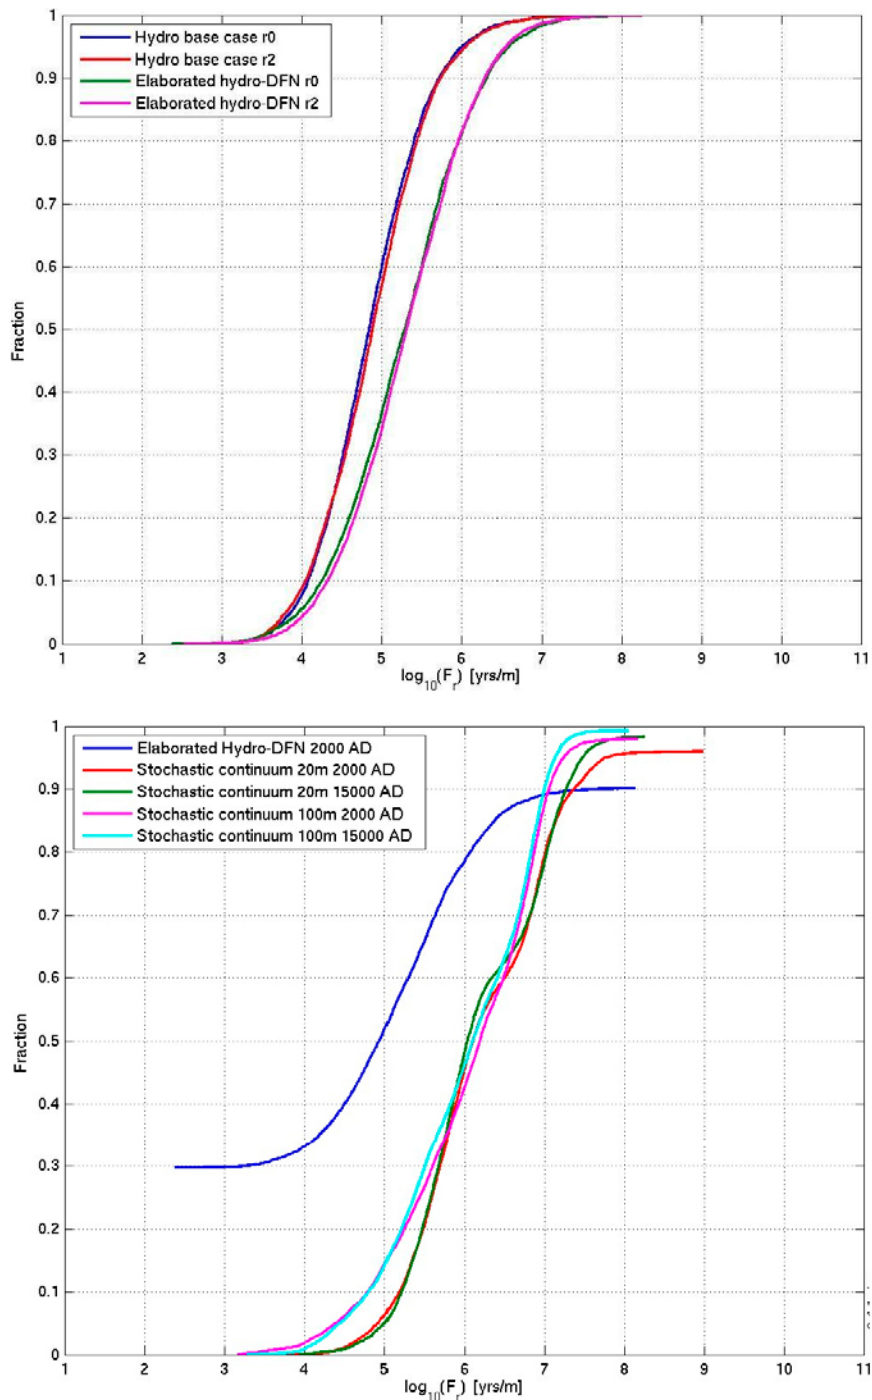 1
0.9
0.8
0.7
0.6
0.5
0.4
0.3
0.2
0.1
0
Fraction
Hydro base case r0
Hydro base case r2
Elaborated hydro-DFN r0
Elaborated hydro-DFN r2
1 2 3 4 5 6 7 8 9 10 11
log10(Fr) [yrs/m]
1
0.9
0.8
0.7
0.6
0.5
0.4
0.3
0.2
0.1
0
Fraction
Elaborated Hydro-DFN 2000 AD
Stochastic continuum 20m 2000 AD
Stochastic continuum 20m 15000 AD
Stochastic continuum 100m 2000 AD
Stochastic continuum 100m 15000 AD
1 2 3 4 5 6 7 8 9 10 11
log10(Fr) [yrs/m]